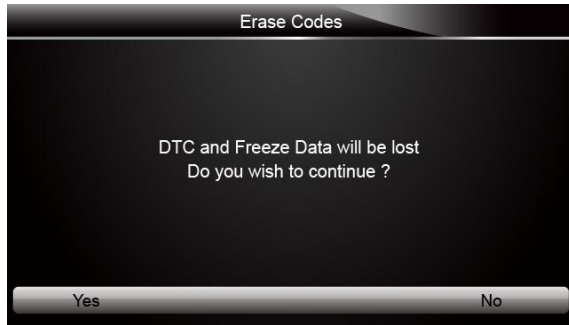 Erase Codes
DTC and Freeze Data will be lost
Do you wish to continue ?
Yes
No